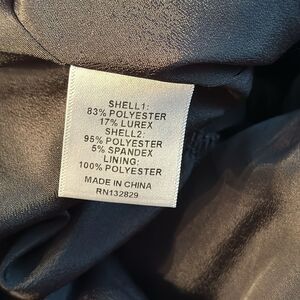 SHELL1:
83% POLYESTER
17% LUREX
SHELL2:
95% POLYESTER
5% SPANDEX
LINING:
100% POLYESTER
MADE IN CHINA
RN132829